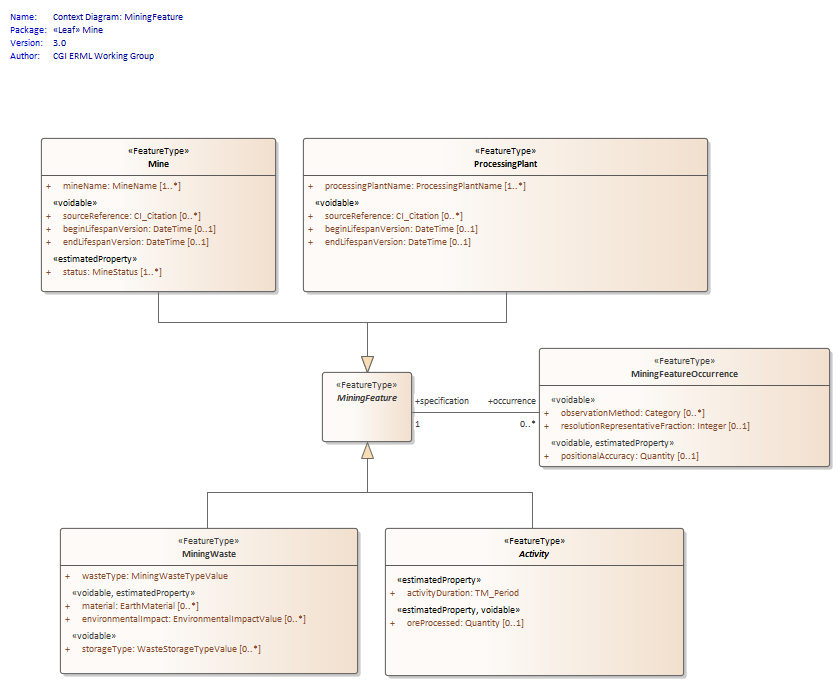 Name: Context Diagram: MiningFeature
Package: «Leaf» Mine
Version: 3.0
Author: CGI ERML Working Group
«FeatureType»
Mine
+ mineName: MineName [1..*]
«voidable»
+ sourceReference: CI_Citation [0..*]
+ beginLifespanVersion: DateTime [0..1]
+ endLifespanVersion: DateTime [0..1]
«estimatedProperty»
+ status: MineStatus [1..*]
«FeatureType»
ProcessingPlant
+ processingPlantName: ProcessingPlantName [1..*]
«voidable»
+ sourceReference: CI_Citation [0..*]
+ beginLifespanVersion: DateTime [0..1]
+ endLifespanVersion: DateTime [0..1]
«FeatureType»
MiningFeature
+specification +occurrence
1 0..*
«FeatureType»
MiningFeatureOccurrence
«voidable»
+ observationMethod: Category [0..*]
+ resolutionRepresentativeFraction: Integer [0..1]
«voidable, estimatedProperty»
+ positionalAccuracy: Quantity [0..1]
«FeatureType»
MiningWaste
+ wasteType: MiningWasteTypeValue
«voidable, estimatedProperty»
+ material: EarthMaterial [0..*]
+ environmentalImpact: EnvironmentalImpactValue [0..*]
«voidable»
+ storageType: WasteStorageTypeValue [0..*]
«FeatureType»
Activity
«estimatedProperty»
+ activityDuration: TM_Period
«estimatedProperty, voidable»
+ oreProcessed: Quantity [0..1]